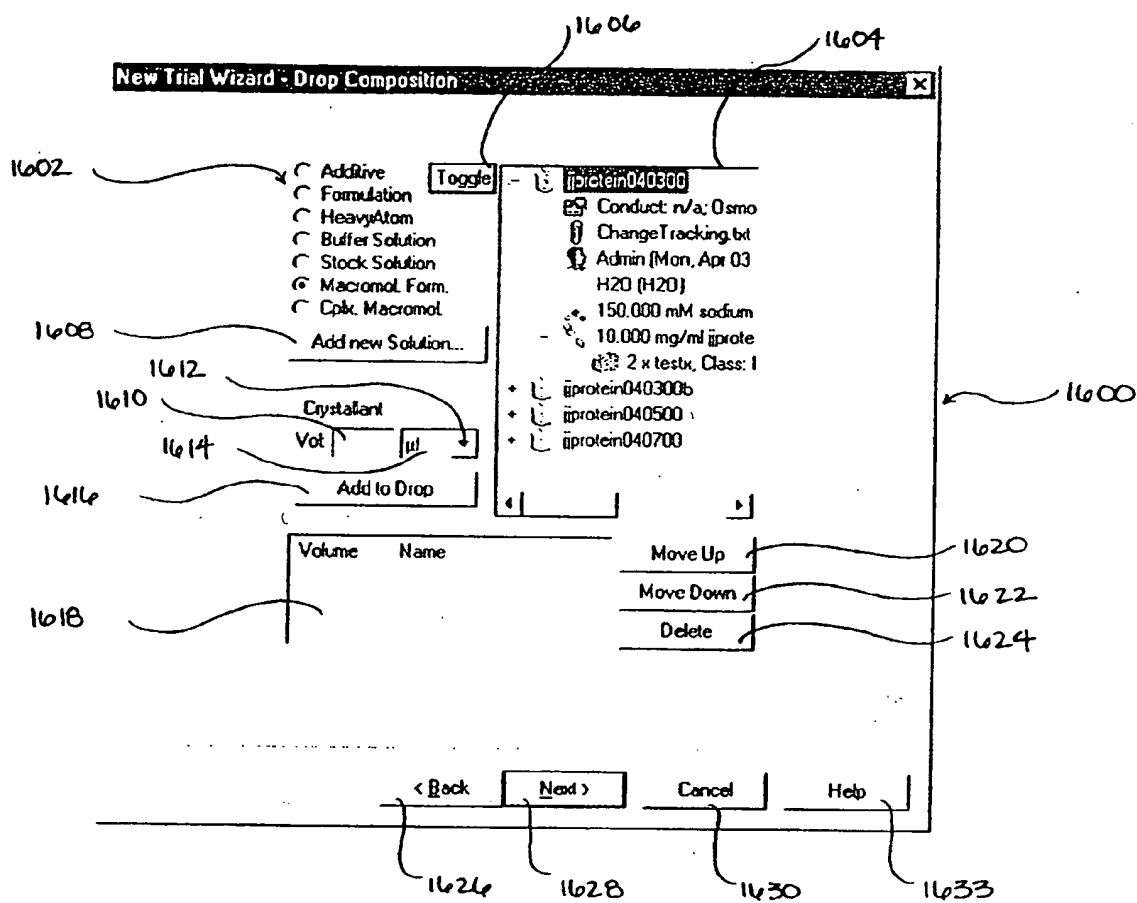 1606
1604
New Trial Wizard - Drop Composition
1602
Additive
Formulation
HeavyAtom
Buffer Solution
Stock Solution
Macromol. Form.
Cplx. Macromol.
Toggle
jjprotein040300
Conduct: n/a; Osmo
ChangeTracking.txt
Admin (Mon, Apr 03
H2O (H2O)
150.000 mM sodium
10.000 mg/ml jjprote
2 x testx, Class: I
jjprotein040300b
jjprotein040500
jjprotein040700
1608
Add new Solution...
1612
1610
Crystallant
Vol
µl
1614
1616
Add to Drop
1600
Volume Name
1618
Move Up
1620
Move Down
1622
Delete
1624
< Back
Next >
Cancel
Help
1626
1628
1630
1633